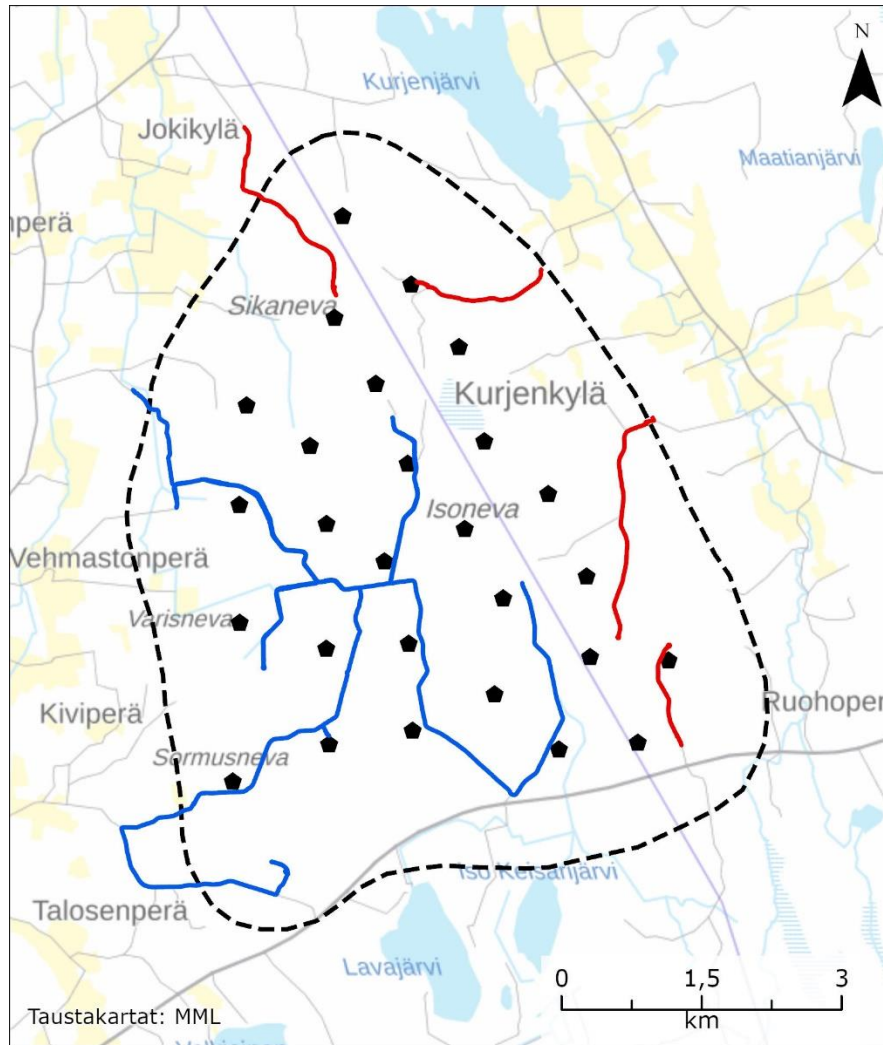 N
Kurjenjärvi
Jokikylä
Maatianjärvi
nperä
Sikaneva
Kurjenkylä
Isoneva
Vehmastonperä
Varisneva
Kiviperä
Ruohoper
Sormusneva
Iso Keisarijärvi
Talosenperä
Lavajärvi
0 1,5 3
km
Taustakartat: MML